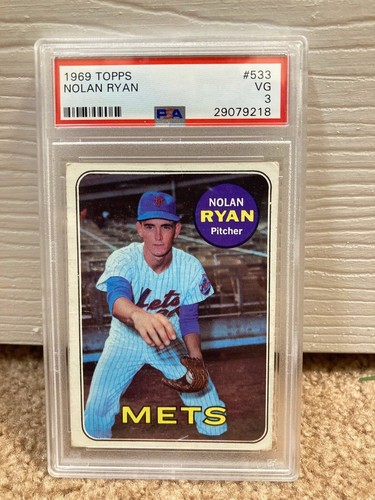 1969 TOPPS #533
NOLAN RYAN VG
3
PSA 29079218
NOLAN
RYAN
Pitcher
Mets
METS